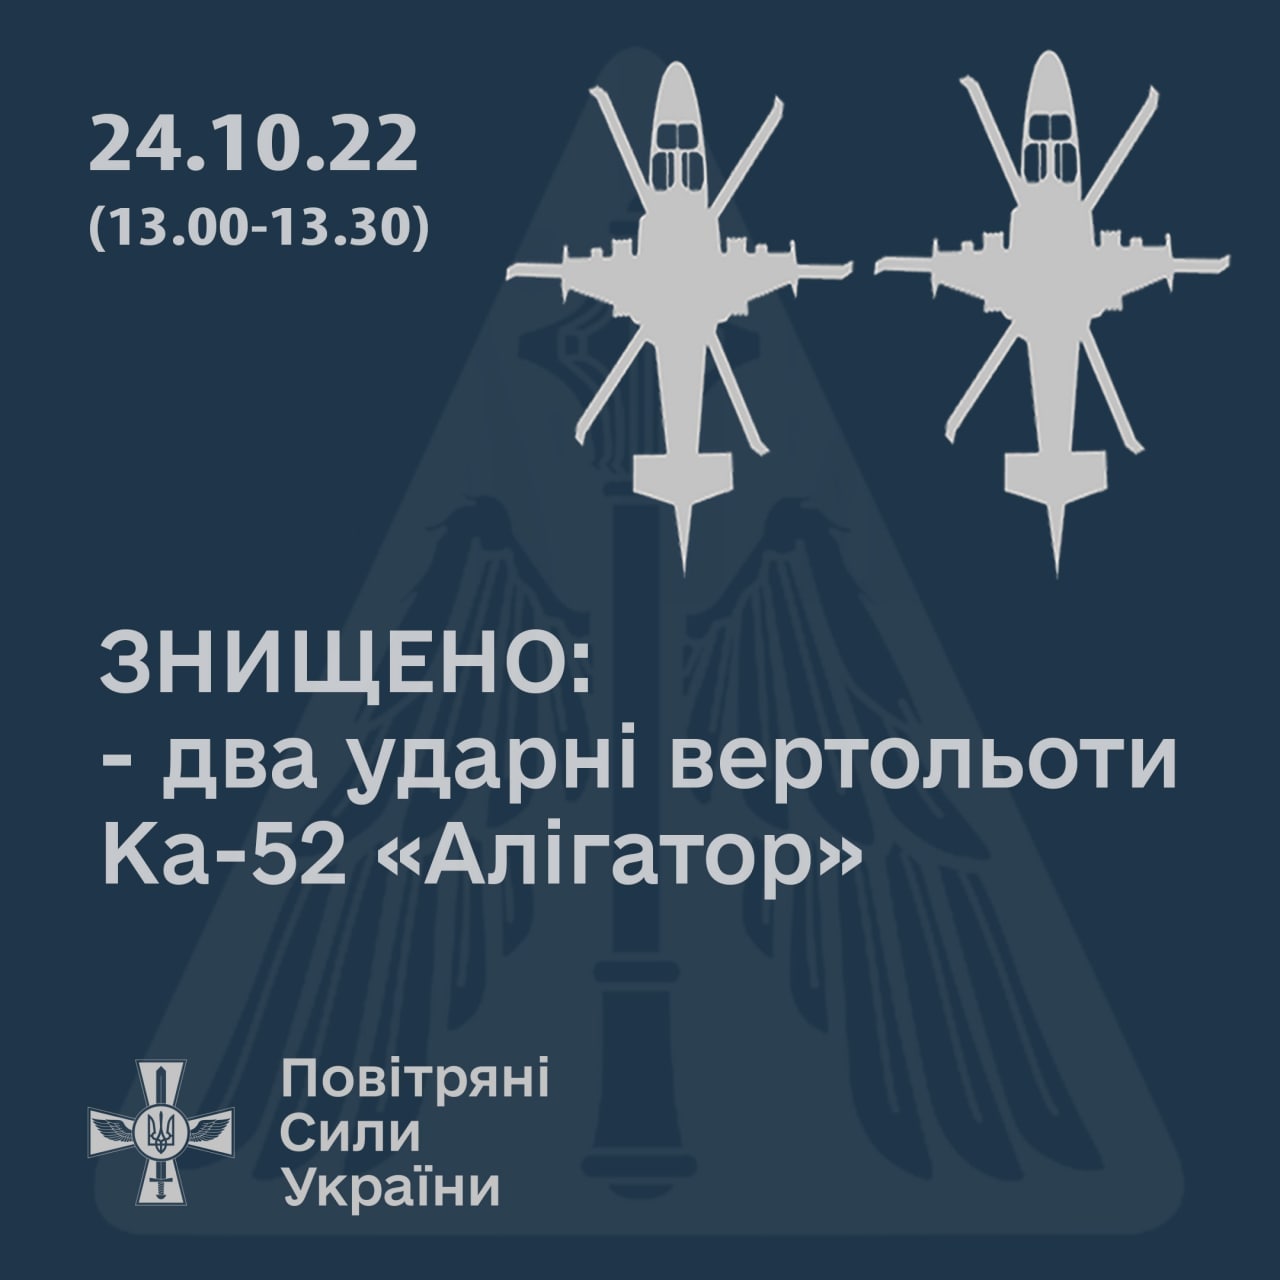 24.10.22
(13.00-13.30)
ЗНИЩЕНО:
- два ударні вертольоти
Ка-52 «Алігатор»
Повітряні
Сили
України